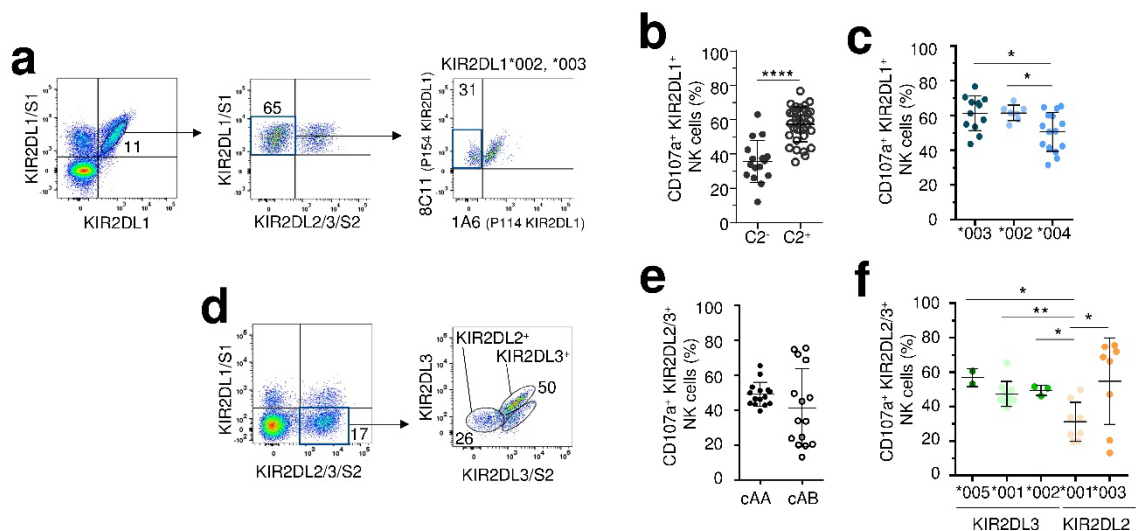 a
KIR2DL1/S1
11
KIR2DL1
KIR2DL1/S1
65
KIR2DL2/3/S2
KIR2DL1*002, *003
8C11 (P154 KIR2DL1)
31
1A6 (P114 KIR2DL1)
b
CD107a⁺ KIR2DL1⁺
NK cells (%)
100
80
60
40
20
0
****
C2⁻ C2⁺
c
CD107a⁺ KIR2DL1⁺
NK cells (%)
100
80
60
40
20
0
*
*
*003 *002 *004
d
KIR2DL1/S1
17
KIR2DL2/3/S2
KIR2DL3
KIR2DL2⁺
KIR2DL3⁺
50
26
KIR2DL3/S2
e
CD107a⁺ KIR2DL2/3⁺
NK cells (%)
100
80
60
40
20
0
cAA cAB
f
CD107a⁺ KIR2DL2/3⁺
NK cells (%)
100
80
60
40
20
0
*
**
*
*
*005 *001 *002 *001 *003
KIR2DL3 KIR2DL2